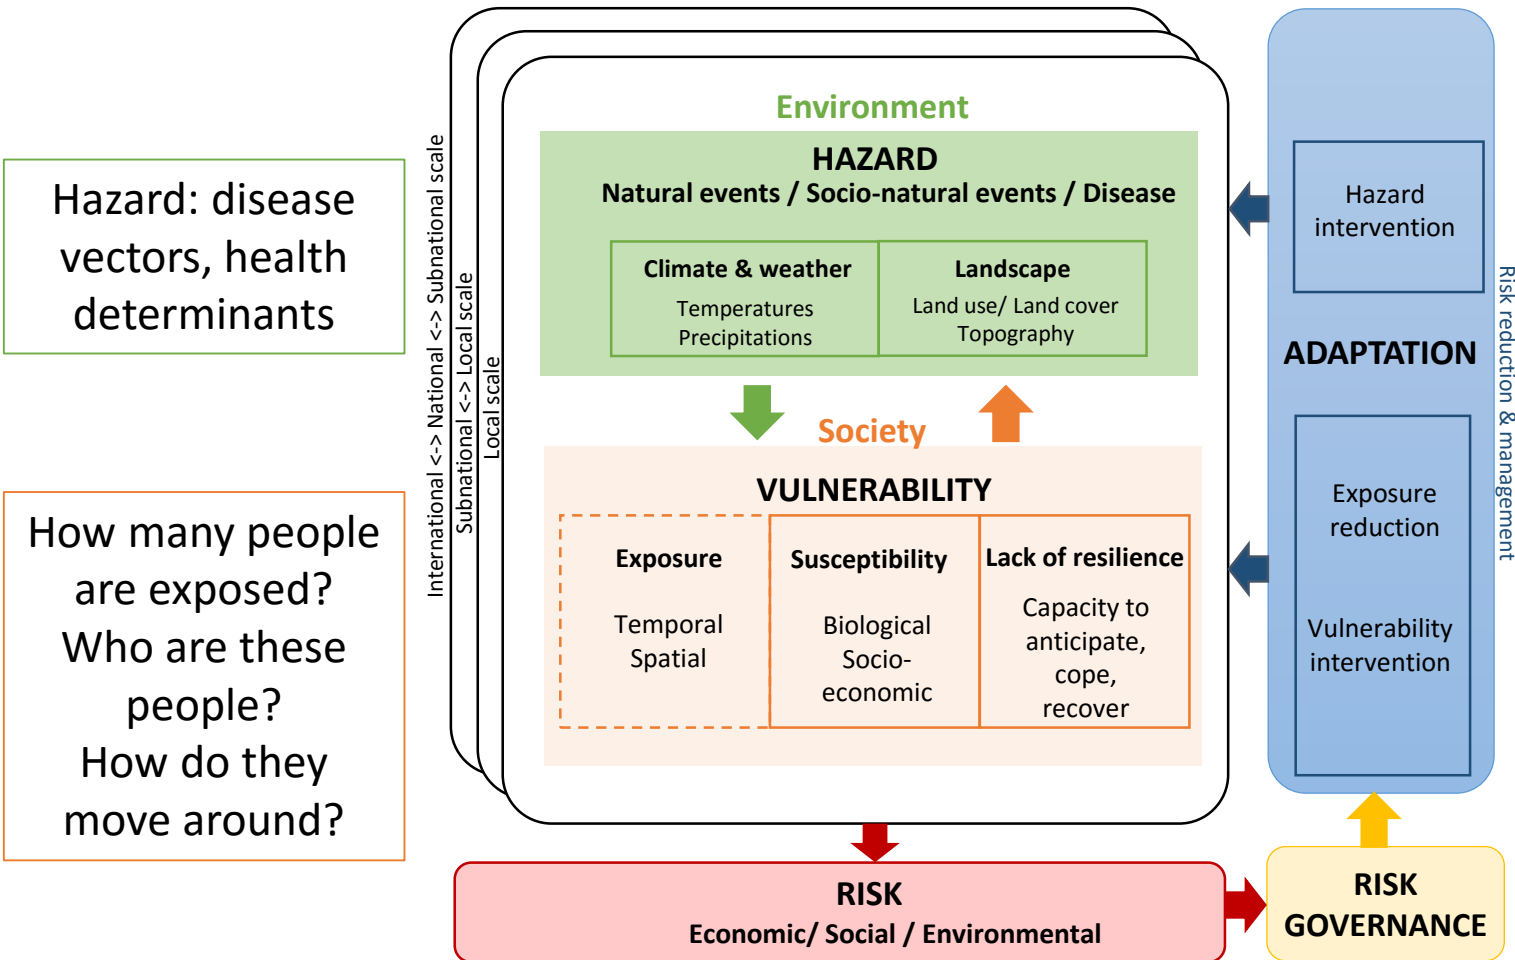 Hazard: disease
vectors, health
determinants
How many people
are exposed?
Who are these
people?
How do they
move around?
International <-> National <-> Subnational scale
Subnational <-> Local scale
Local scale
Environment
HAZARD
Natural events / Socio-natural events / Disease
Climate & weather
Temperatures
Precipitations
Landscape
Land use/ Land cover
Topography
Society
VULNERABILITY
Exposure
Temporal
Spatial
Susceptibility
Biological
Socio-
economic
Lack of resilience
Capacity to
anticipate,
cope,
recover
Hazard
intervention
ADAPTATION
Exposure
reduction
Vulnerability
intervention
Risk reduction & management
RISK
Economic/ Social / Environmental
RISK
GOVERNANCE